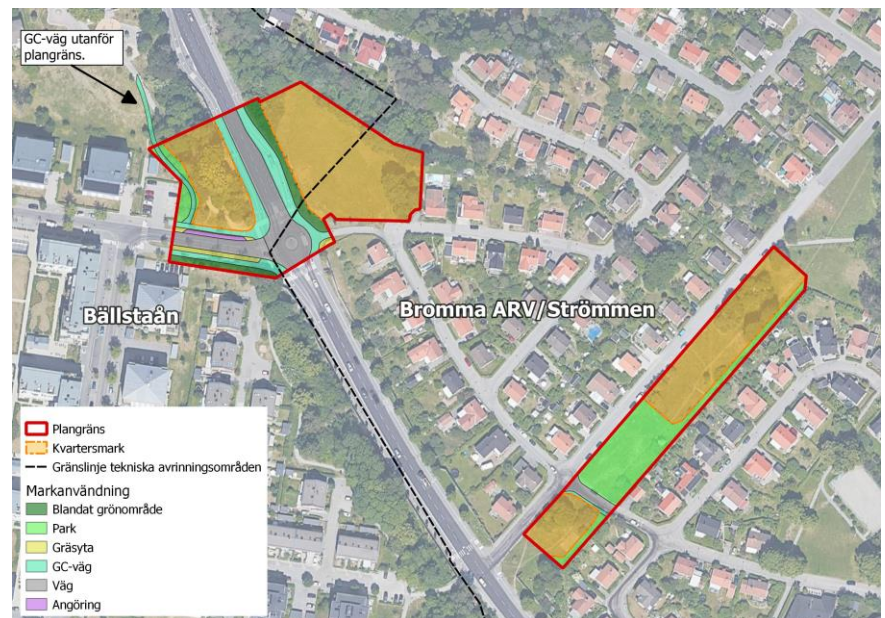 GC-väg utanför
plangräns.
Bällstaån
Bromma ARV/Strömmen
Plangräns
Kvartersmark
Gränslinje tekniska avrinningsområden
Markanvändning
Blandat grönområde
Park
Gräsyta
GC-väg
Väg
Angöring